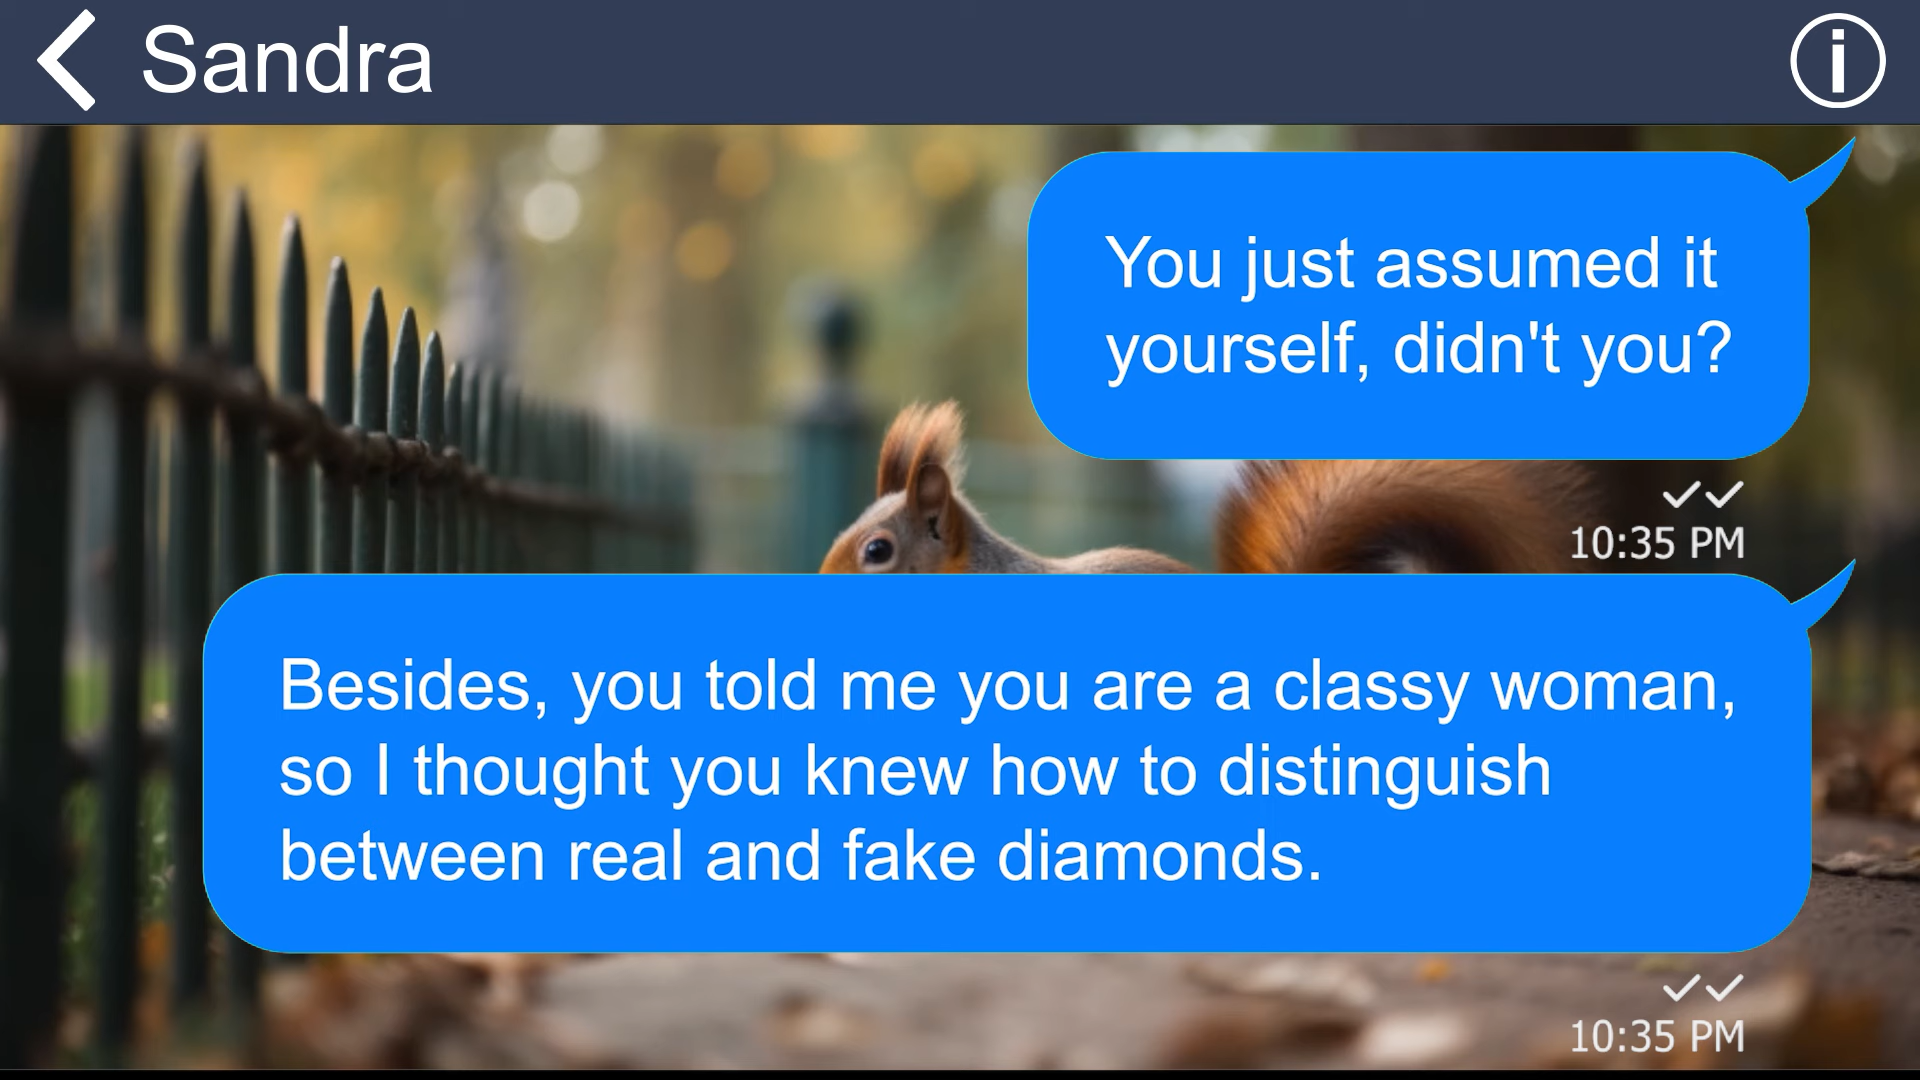 Sandra
You just assumed it
yourself, didn't you?
10:35 PM
Besides, you told me you are a classy woman,
so I thought you knew how to distinguish
between real and fake diamonds.
10:35 PM